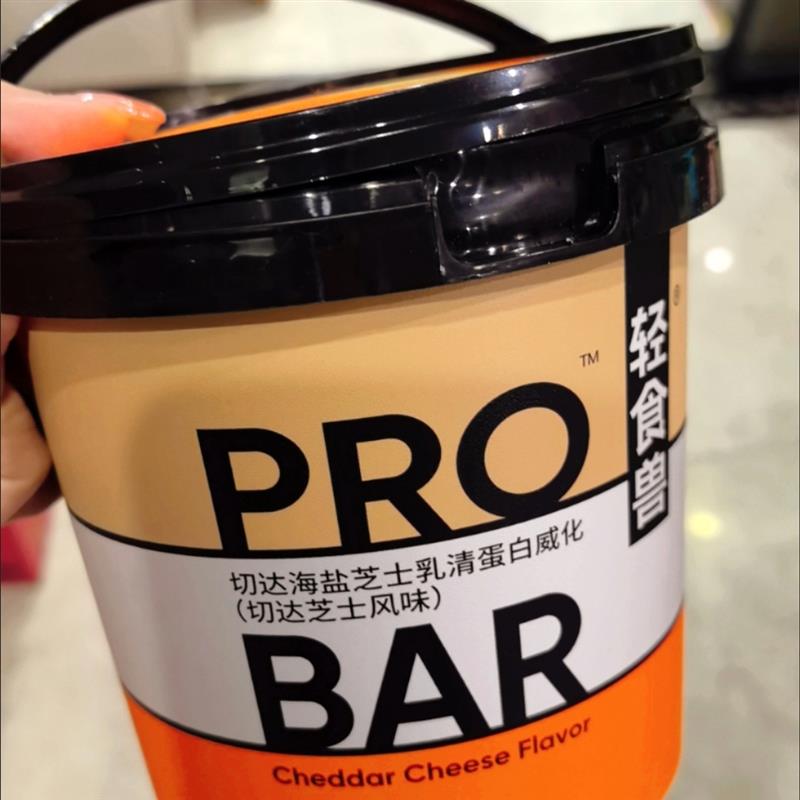 轻食兽®
PRO™
切达海盐芝士乳清蛋白威化
（切达芝士风味）
BAR
Cheddar Cheese Flavor